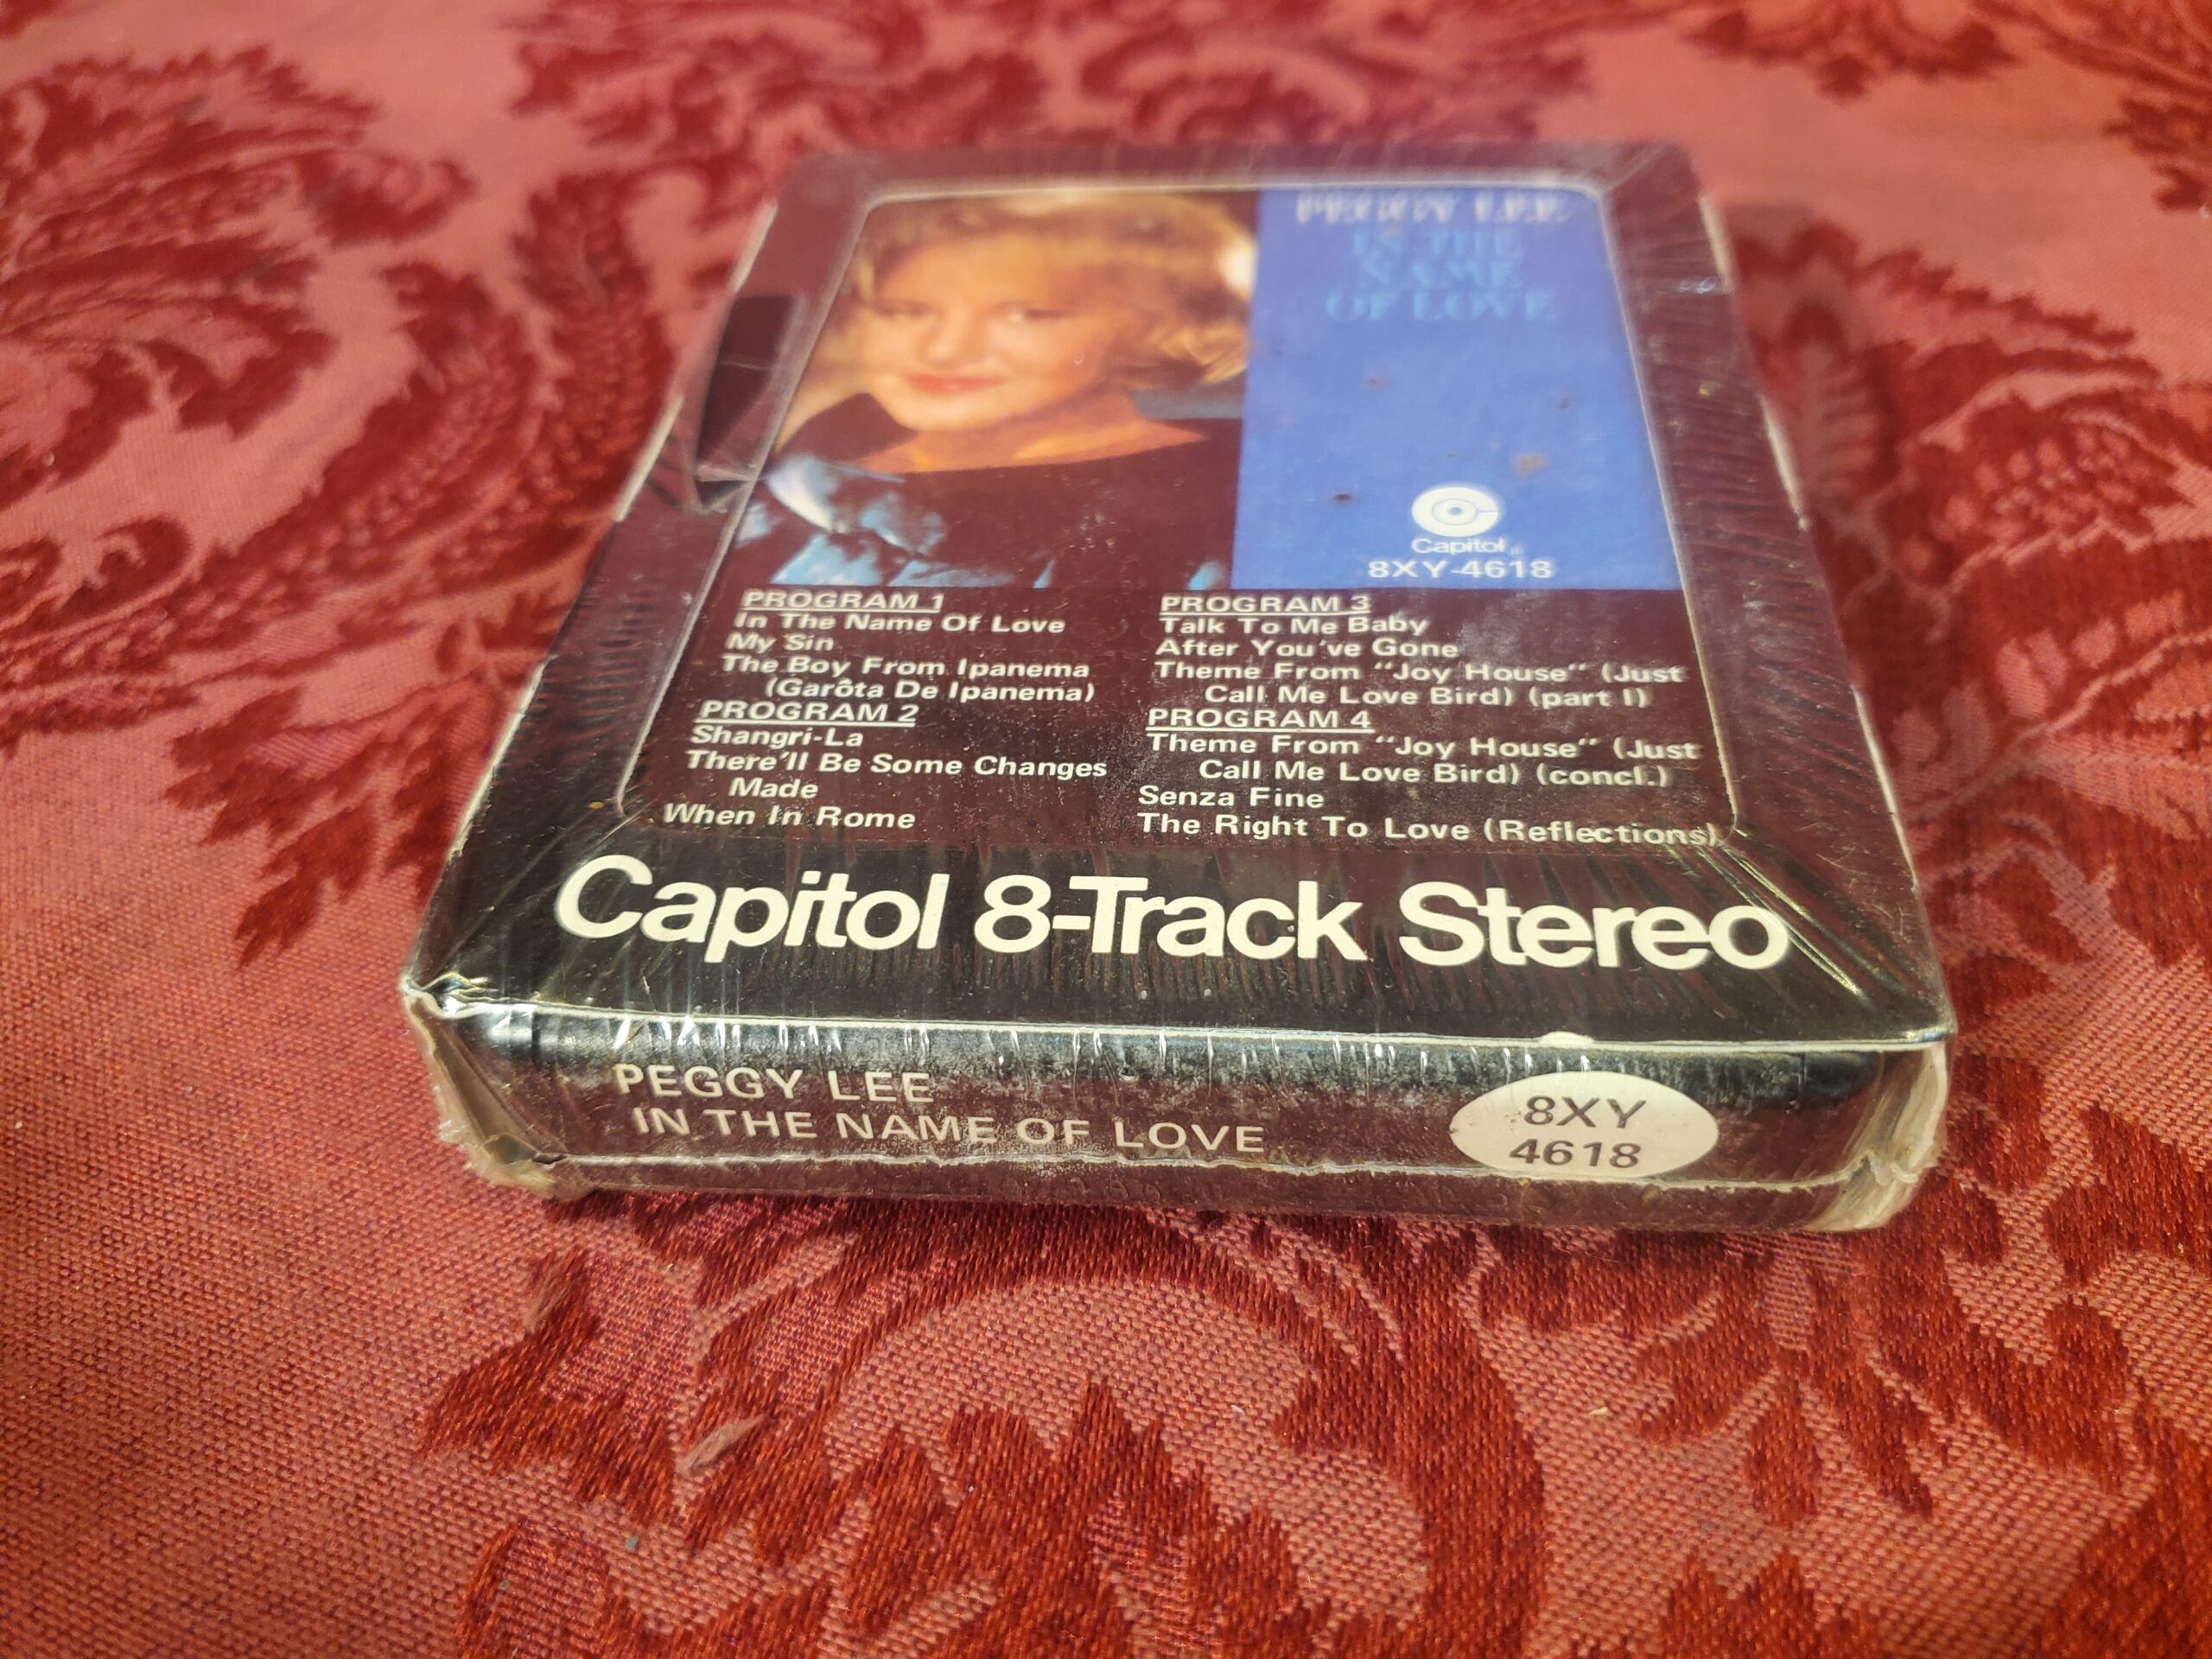 PEGGY LEE
IN THE
NAME
OF LOVE
Capitol
8XY-4618
PROGRAM 1
In The Name Of Love
My Sin
The Boy From Ipanema
(Garôta De Ipanema)
PROGRAM 2
Shangri-La
There'll Be Some Changes
Made
When In Rome
PROGRAM 3
Talk To Me Baby
After You've Gone
Theme From "Joy House" (Just
Call Me Love Bird) (part I)
PROGRAM 4
Theme From "Joy House" (Just
Call Me Love Bird) (concl.)
Senza Fine
The Right To Love (Reflections)
Capitol 8-Track Stereo
PEGGY LEE
IN THE NAME OF LOVE
8XY
4618